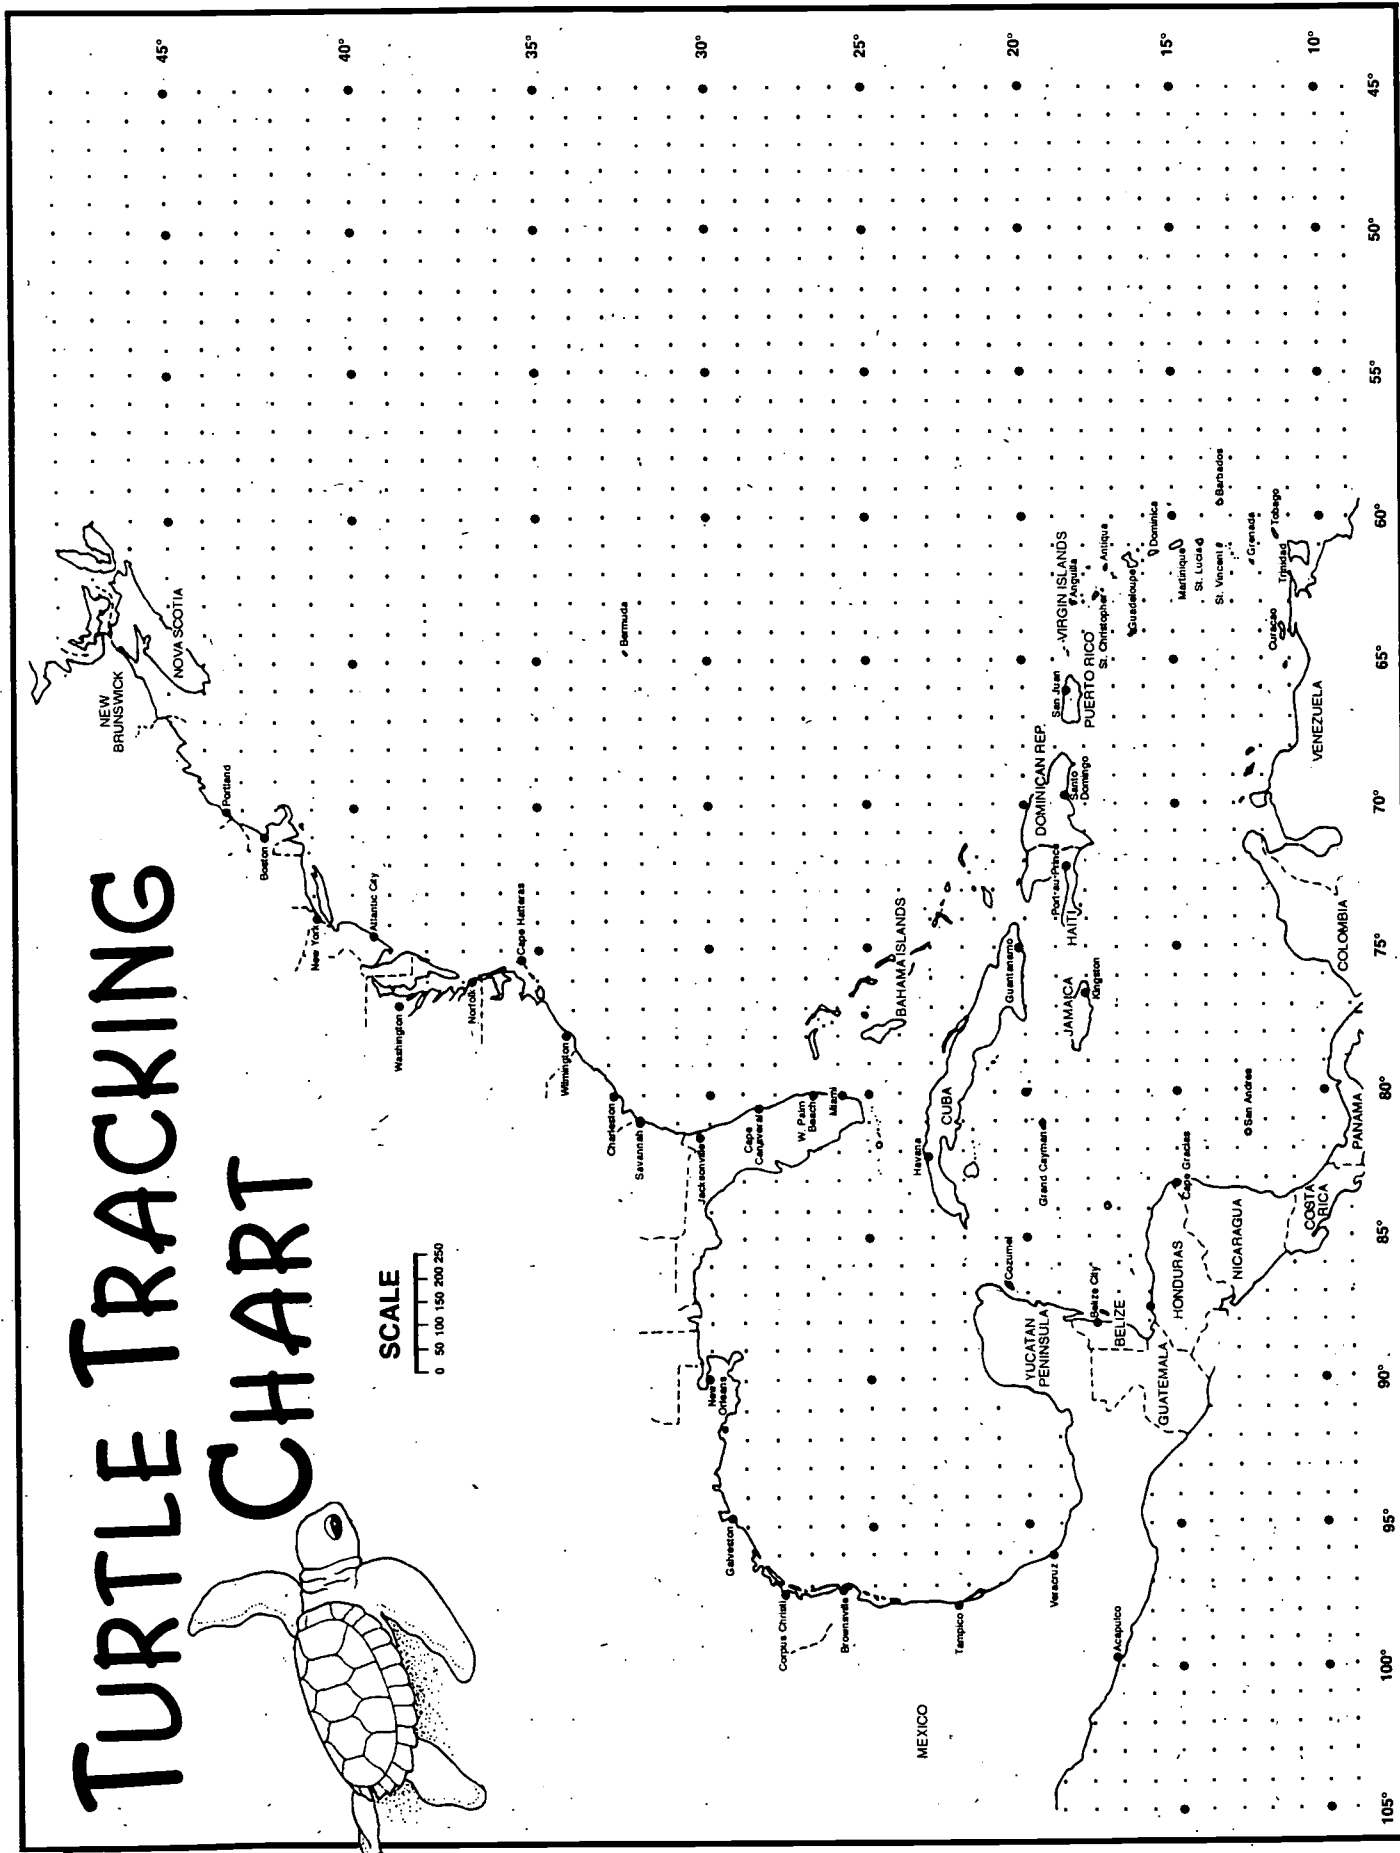 TURTLE TRACKING
CHART
SCALE
0 50 100 150 200 250
45°
40°
35°
30°
25°
20°
15°
10°
NEW
BRUNSWICK
NOVA SCOTIA
Portland
Boston
New York
Atlantic City
Washington
Norfolk
Cape Hatteras
Wilmington
Charleston
Savannah
Jacksonville
Cape
Canaveral
W. Palm
Beach
Miami
Bermuda
New
Orleans
Galveston
Corpus Christi
Brownsville
Tampico
Veracruz
Acapulco
MEXICO
BAHAMA ISLANDS
Havana
CUBA
Guantanamo
Grand Cayman
JAMAICA
Kingston
HAITI
Port-au-Prince
DOMINICAN REP.
Santo
Domingo
San Juan
PUERTO RICO
VIRGIN ISLANDS
Anguilla
St. Christopher
Antiqua
Guadeloupe
Dominica
Martinique
St. Lucia
St. Vincent
Barbados
Grenada
Tobago
Trinidad
Curacao
VENEZUELA
COLOMBIA
PANAMA
San Andres
COSTA
RICA
NICARAGUA
Cape Gracias
HONDURAS
GUATEMALA
BELIZE
Belize City
YUCATAN
PENINSULA
Cozumel
105°
100°
95°
90°
85°
80°
75°
70°
65°
60°
55°
50°
45°